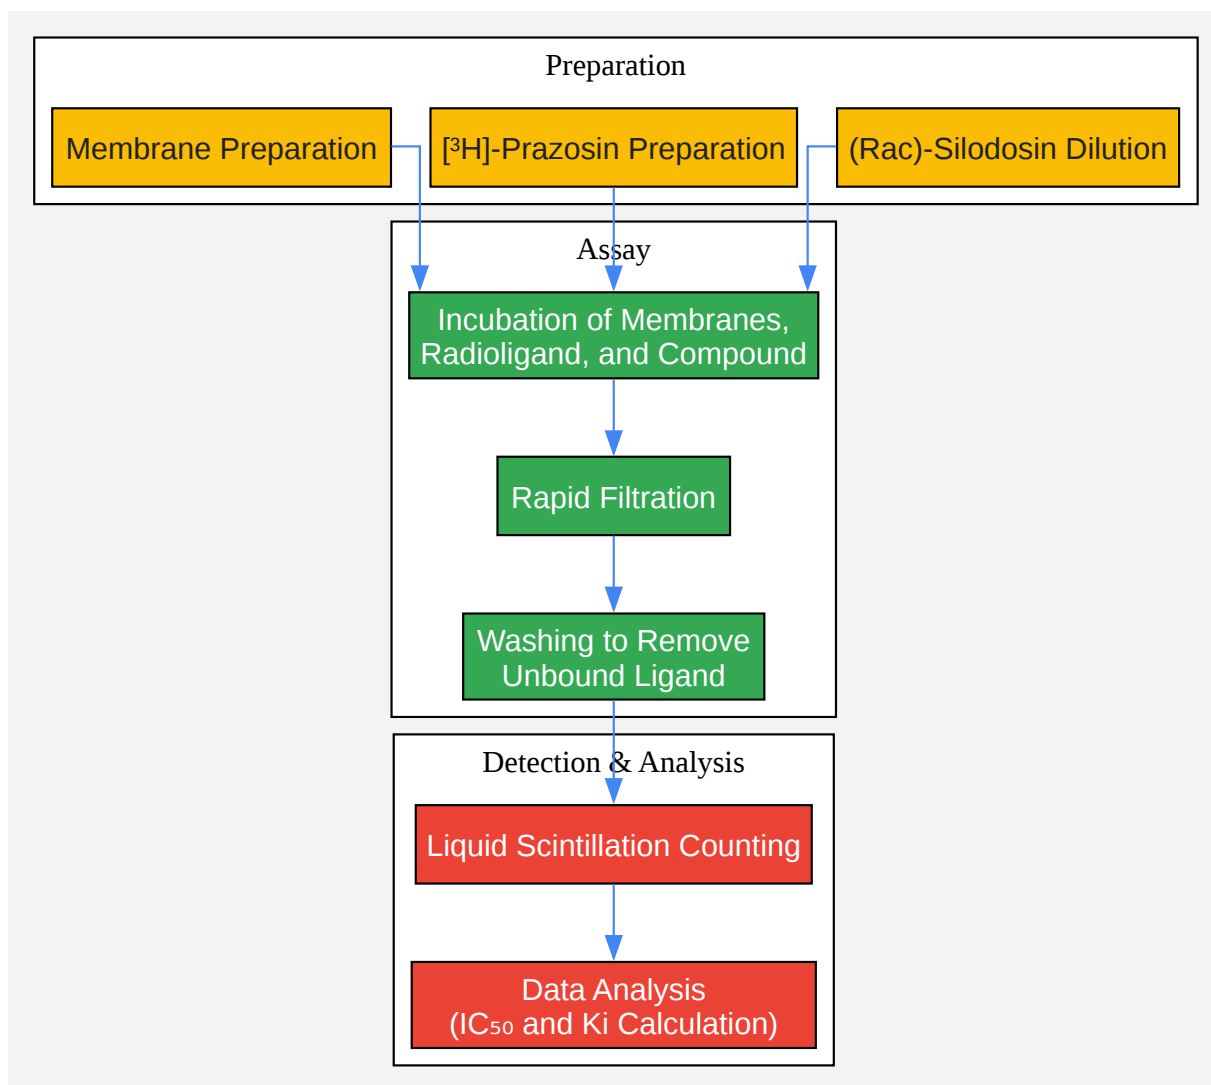 Preparation
Membrane Preparation
[³H]-Prazosin Preparation
(Rac)-Silodosin Dilution
Assay
Incubation of Membranes,
Radioligand, and Compound
Rapid Filtration
Washing to Remove
Unbound Ligand
Detection & Analysis
Liquid Scintillation Counting
Data Analysis
(IC₅₀ and Ki Calculation)